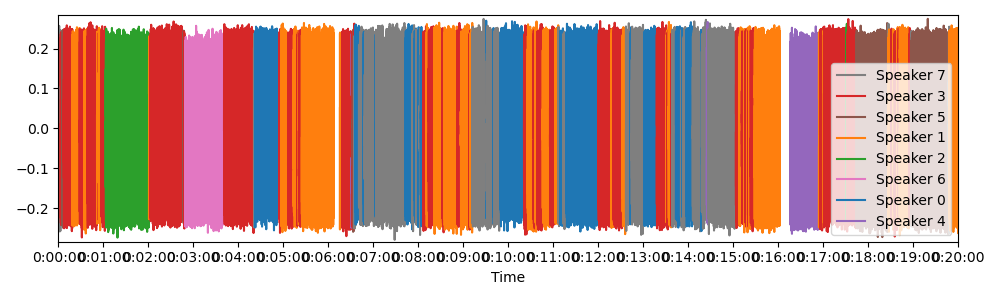 0.2
0.1
0.0
−0.1
−0.2
Speaker 7
Speaker 3
Speaker 5
Speaker 1
Speaker 2
Speaker 6
Speaker 0
Speaker 4
0:00:00 0:01:00 0:02:00 0:03:00 0:04:00 0:05:00 0:06:00 0:07:00 0:08:00 0:09:00 0:10:00 0:11:00 0:12:00 0:13:00 0:14:00 0:15:00 0:16:00 0:17:00 0:18:00 0:19:00 0:20:00
Time